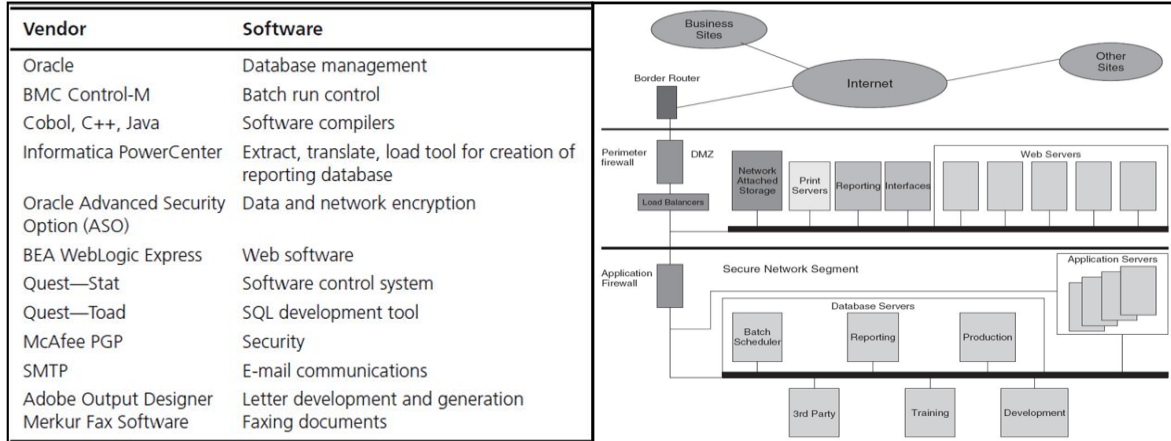 Vendor Software
Oracle Database management
BMC Control-M Batch run control
Cobol, C++, Java Software compilers
Informatica PowerCenter Extract, translate, load tool for creation of
reporting database
Oracle Advanced Security Data and network encryption
Option (ASO)
BEA WebLogic Express Web software
Quest—Stat Software control system
Quest—Toad SQL development tool
McAfee PGP Security
SMTP E-mail communications
Adobe Output Designer Letter development and generation
Merkur Fax Software Faxing documents
Business
Sites
Other
Sites
Internet
Border Router
Perimeter
firewall
DMZ
Web Servers
Network
Attached
Storage
Print
Servers
Reporting
Interfaces
Load Balancers
Application
Firewall
Secure Network Segment
Application Servers
Database Servers
Batch
Scheduler
Reporting
Production
3rd Party
Training
Development